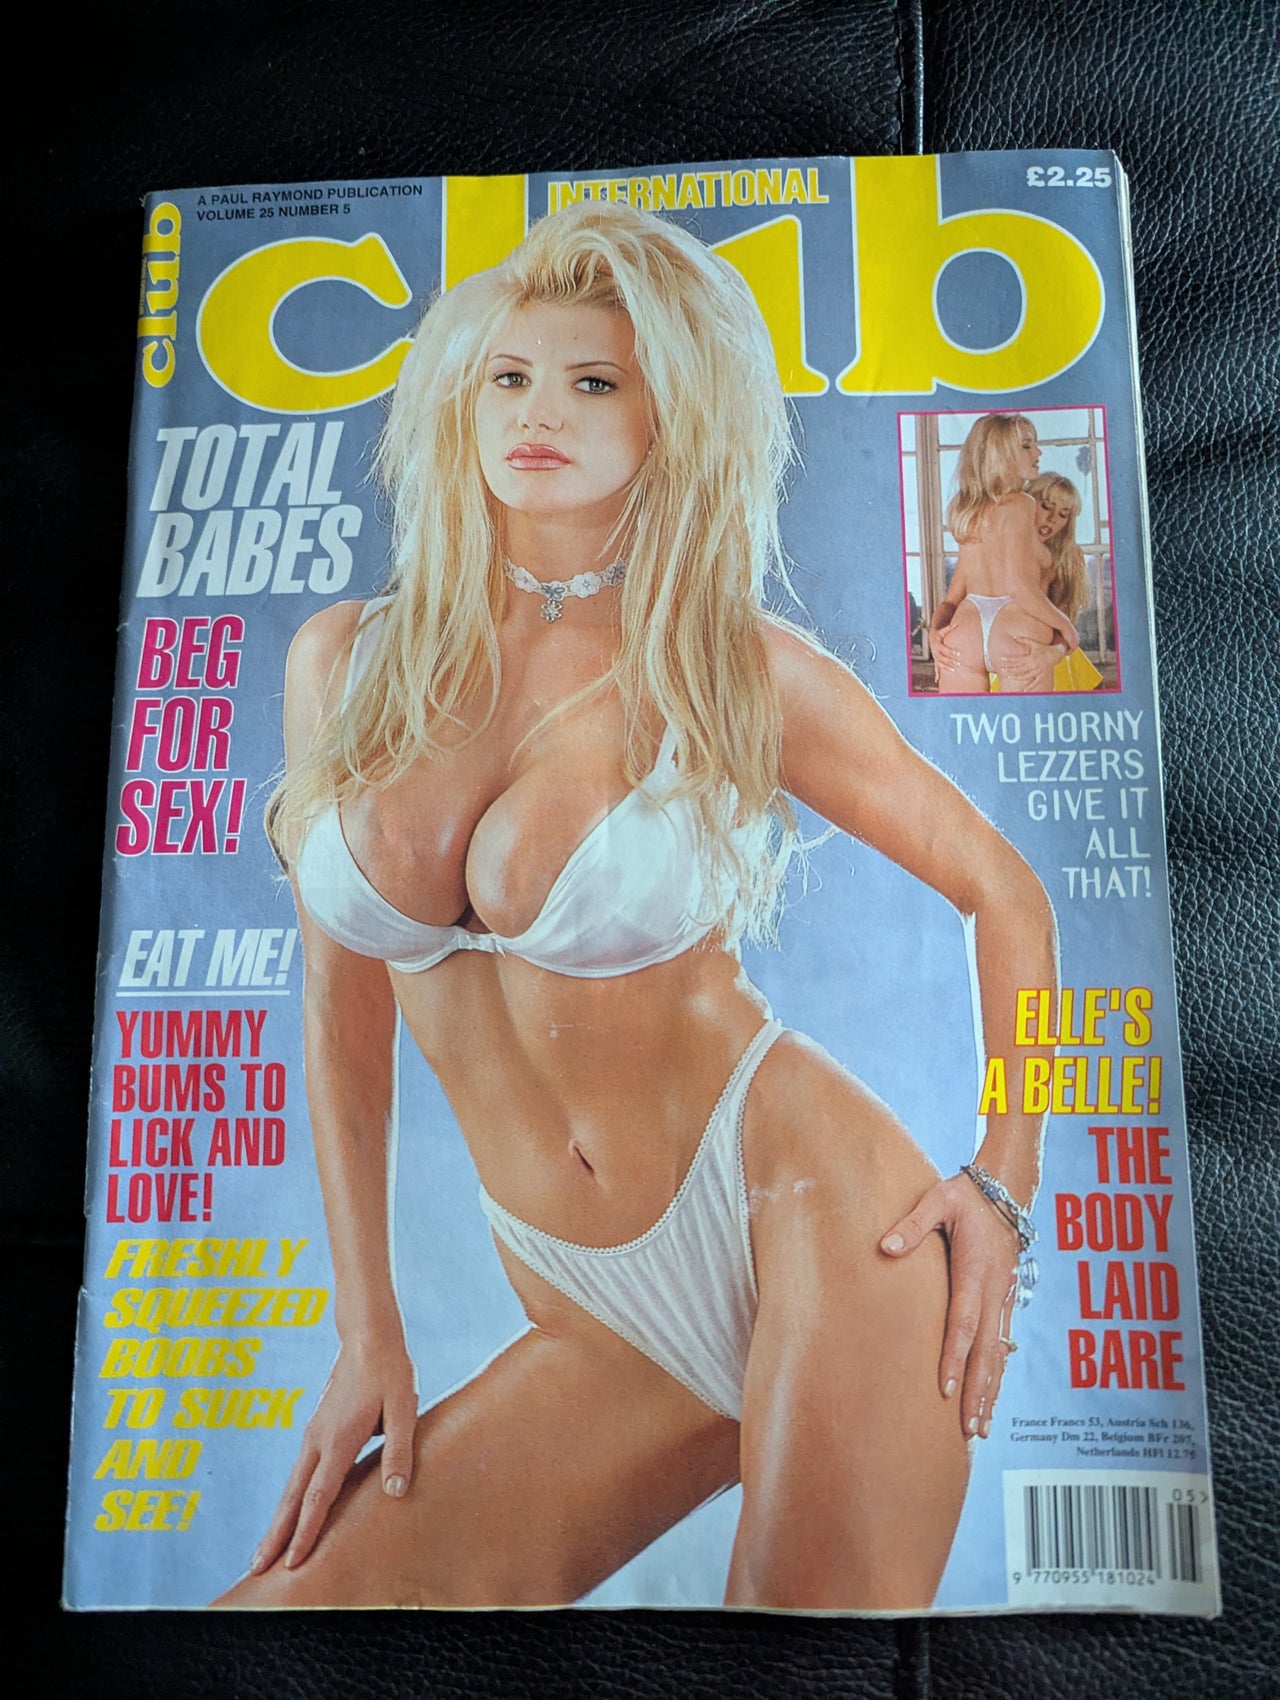 A PAUL RAYMOND PUBLICATION
VOLUME 25 NUMBER 5
INTERNATIONAL
£2.25
club
club
TOTAL
BABES
BEG
FOR
SEX!
EAT ME!
YUMMY
BUMS TO
LICK AND
LOVE!
FRESHLY
SQUEEZED
BOOBS
TO SUCK
AND
SEE!
TWO HORNY
LEZZERS
GIVE IT
ALL
THAT!
ELLE'S
A BELLE!
THE
BODY
LAID
BARE
France Francs 53, Austria Sch 136,
Germany Dm 22, Belgium BFr 207,
Netherlands HFl 12.75
05>
9 770955 181024